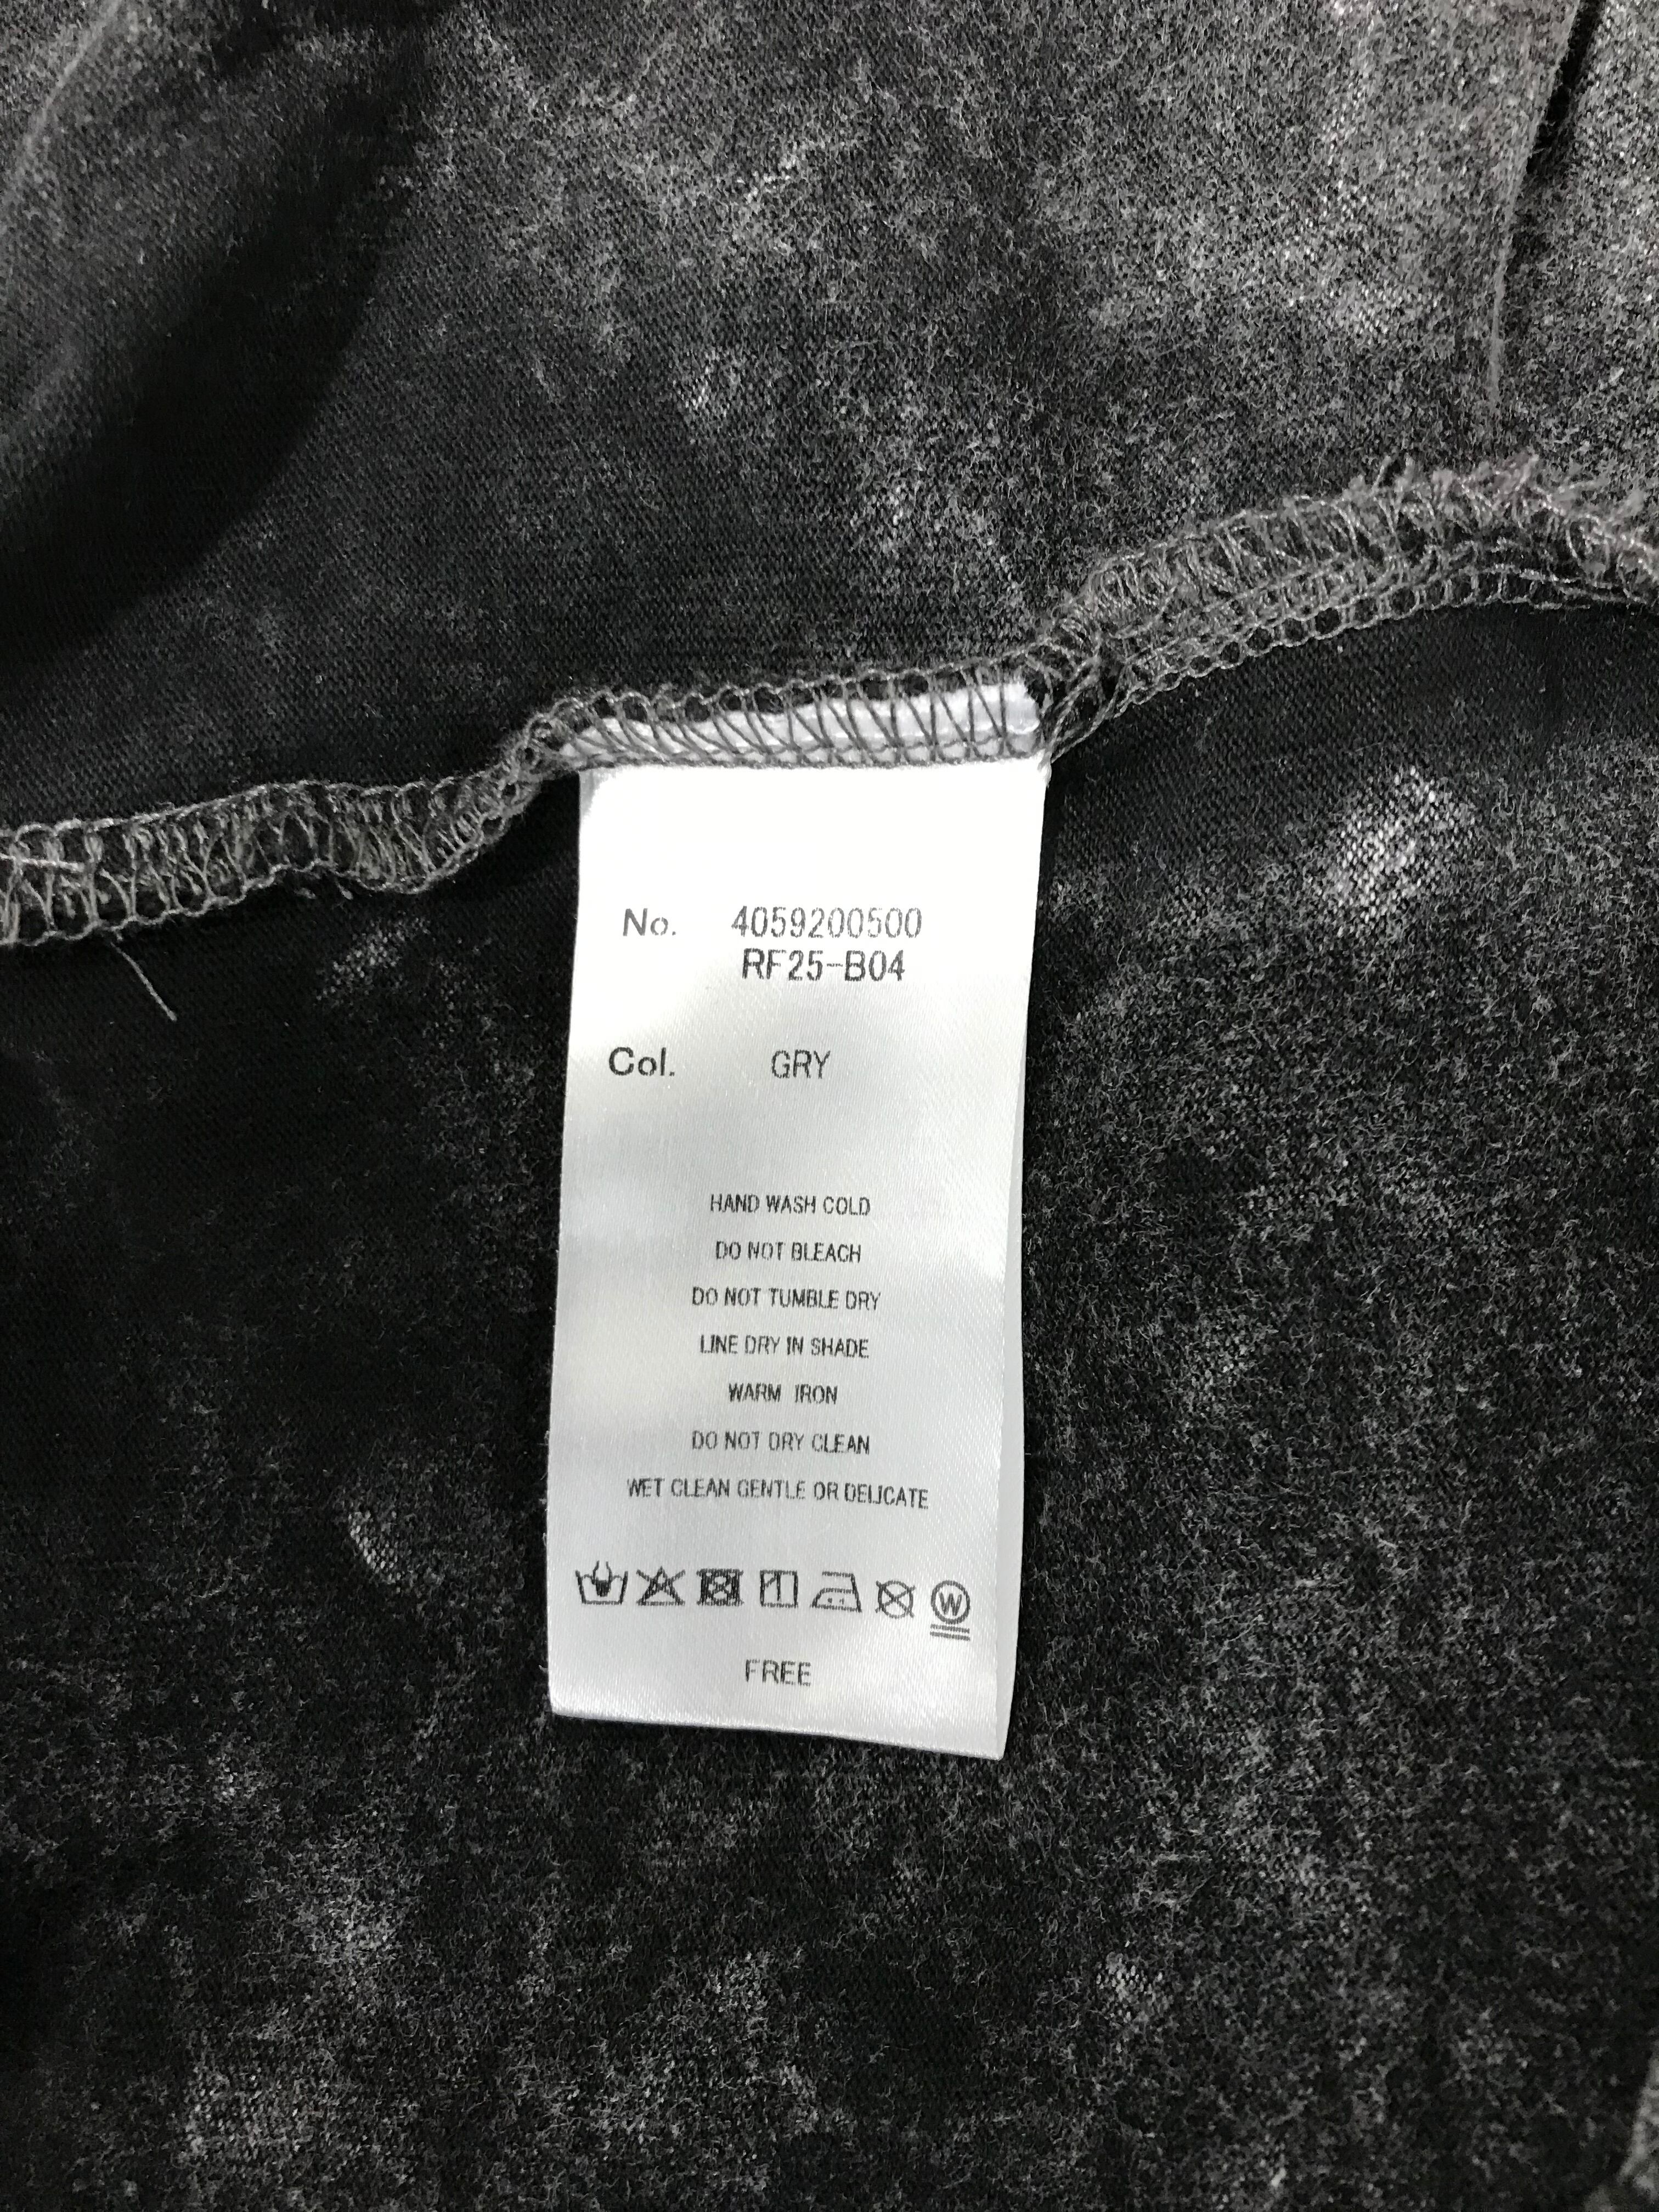 No. 4059200500
RF25-B04
Col. GRY
HAND WASH COLD
DO NOT BLEACH
DO NOT TUMBLE DRY
LINE DRY IN SHADE
WARM IRON
DO NOT DRY CLEAN
WET CLEAN GENTLE OR DELICATE
W
FREE